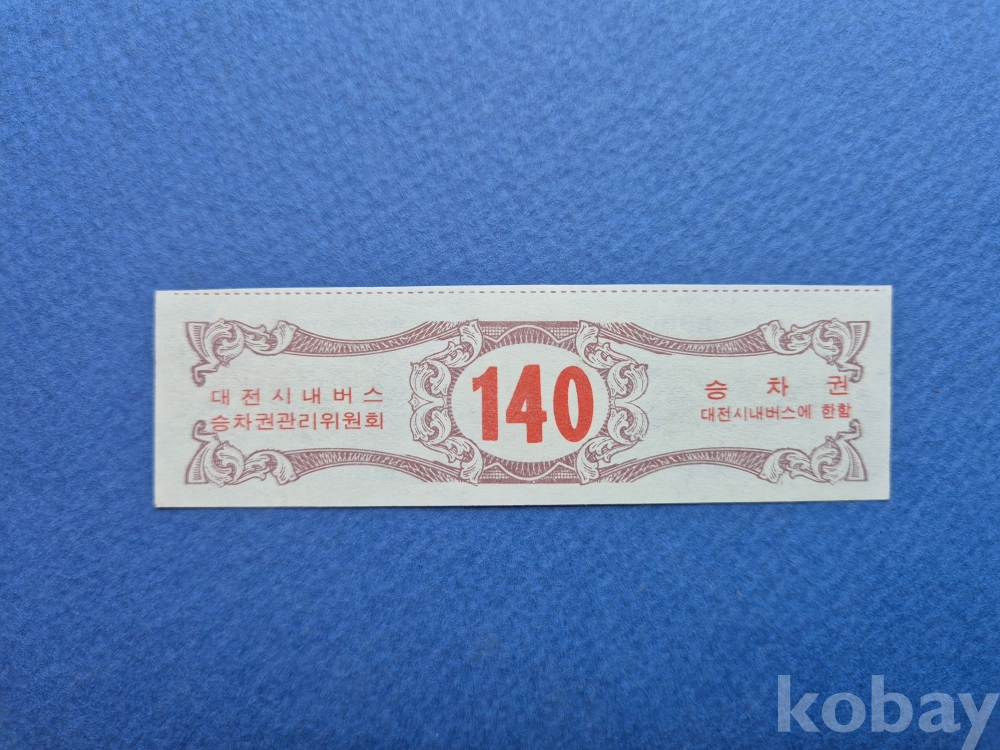 대전시내버스
승차권관리위원회
140
승차권
대전시내버스에 한함
kobay